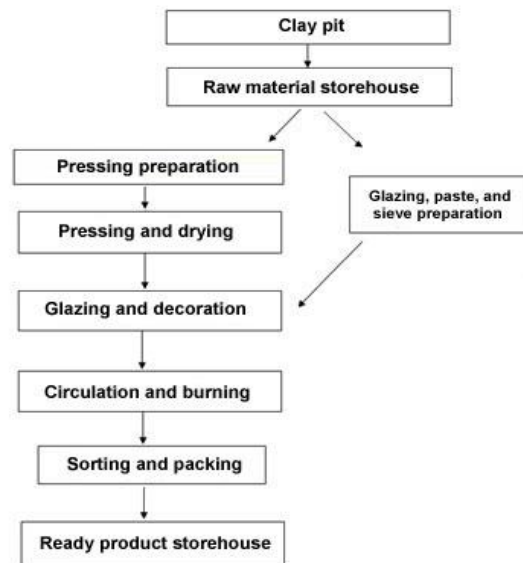 Clay pit
Raw material storehouse
Pressing preparation
Glazing, paste, and
sieve preparation
Pressing and drying
Glazing and decoration
Circulation and burning
Sorting and packing
Ready product storehouse